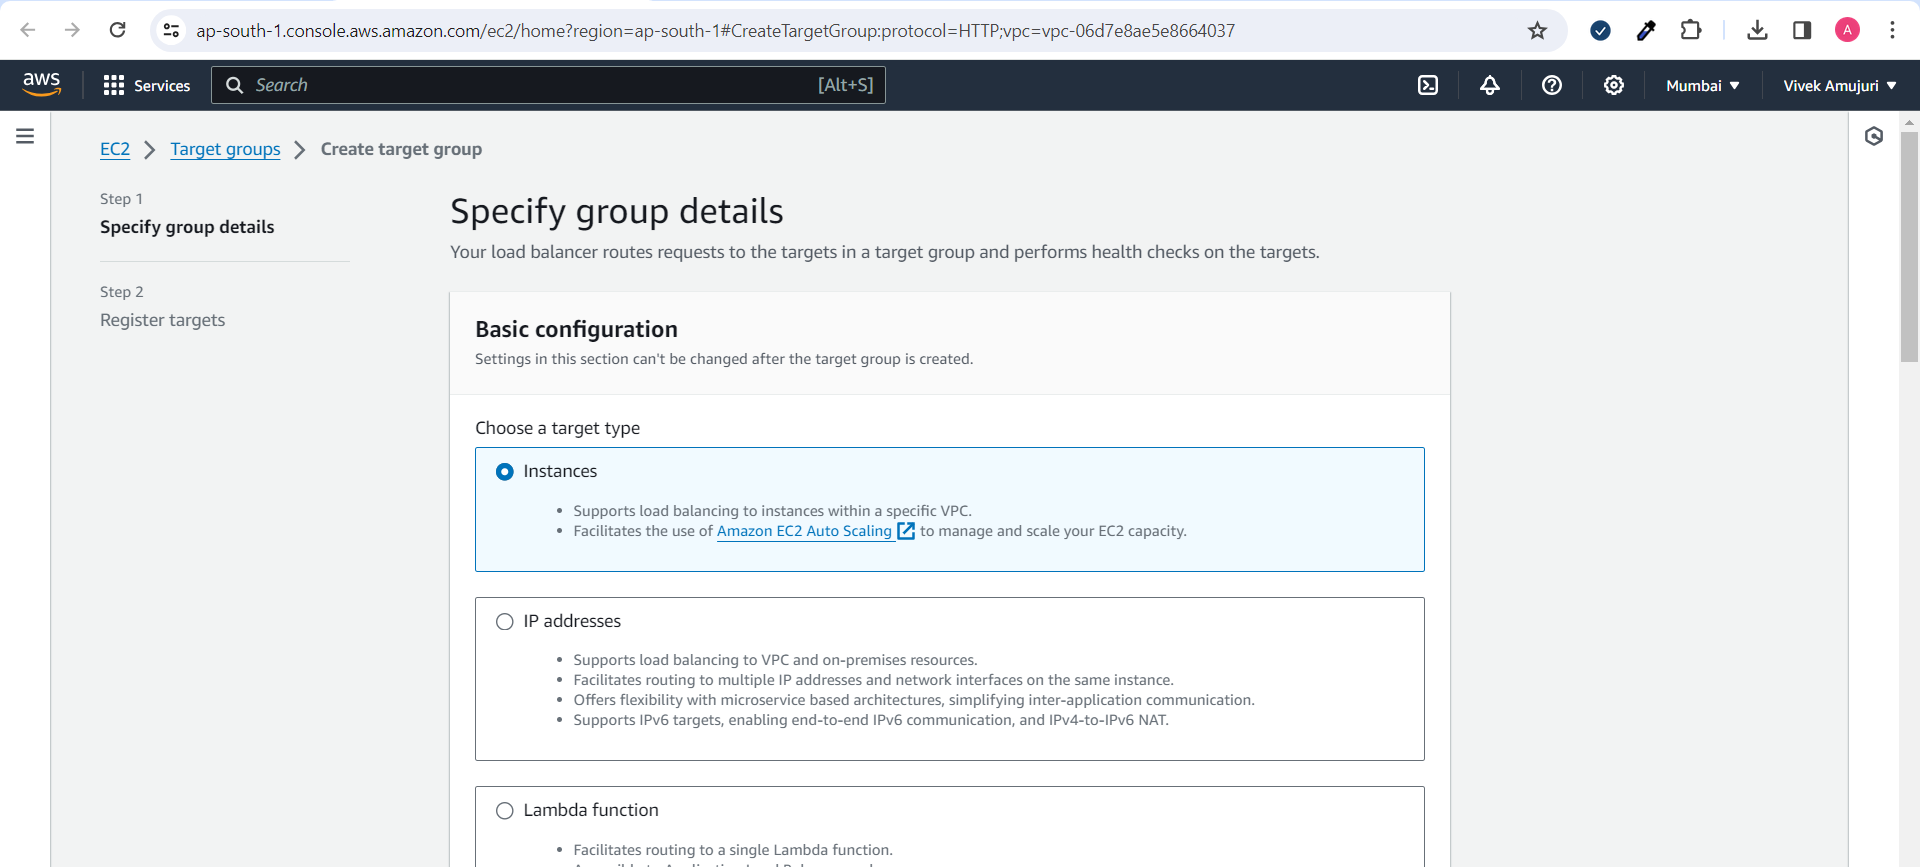 ap-south-1.console.aws.amazon.com/ec2/home?region=ap-south-1#CreateTargetGroup:protocol=HTTP;vpc=vpc-06d7e8ae5e8664037
A
aws
Services
Search
[Alt+S]
Mumbai
Vivek Amujuri
EC2 > Target groups > Create target group
Step 1
Specify group details
Step 2
Register targets
Specify group details
Your load balancer routes requests to the targets in a target group and performs health checks on the targets.
Basic configuration
Settings in this section can't be changed after the target group is created.
Choose a target type
Instances
• Supports load balancing to instances within a specific VPC.
• Facilitates the use of Amazon EC2 Auto Scaling to manage and scale your EC2 capacity.
IP addresses
• Supports load balancing to VPC and on-premises resources.
• Facilitates routing to multiple IP addresses and network interfaces on the same instance.
• Offers flexibility with microservice based architectures, simplifying inter-application communication.
• Supports IPv6 targets, enabling end-to-end IPv6 communication, and IPv4-to-IPv6 NAT.
Lambda function
• Facilitates routing to a single Lambda function.